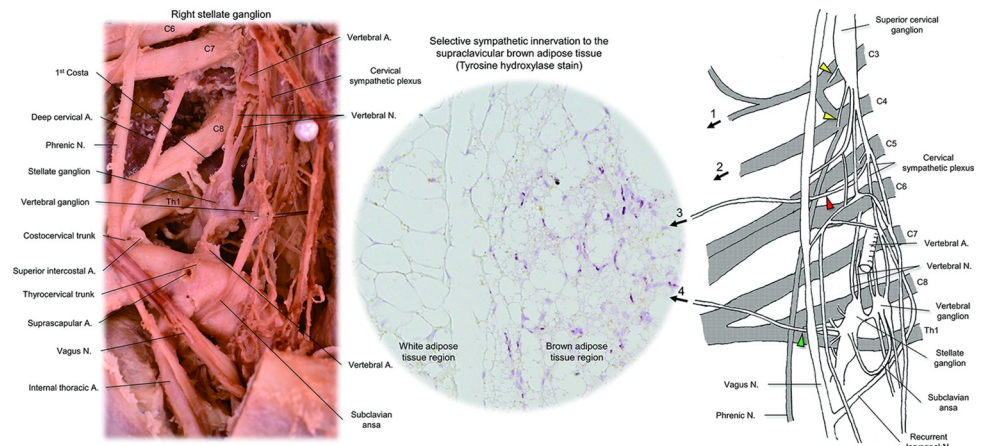 Right stellate ganglion
C6
C7
1st Costa
Deep cervical A.
C8
Phrenic N.
Stellate ganglion
Th1
Vertebral ganglion
Costocervical trunk
Superior intercostal A.
Thyrocervical trunk
Suprascapular A.
Vagus N.
Internal thoracic A.
Vertebral A.
Cervical
sympathetic plexus
Vertebral N.
Vertebral A.
Subclavian
ansa
Selective sympathetic innervation to the
supraclavicular brown adipose tissue
(Tyrosine hydroxylase stain)
White adipose
tissue region
Brown adipose
tissue region
Superior cervical
ganglion
C3
C4
1
C5
2
Cervical
sympathetic plexus
C6
3
C7
Vertebral A.
Vertebral N.
C8
4
Vertebral
ganglion
Th1
Stellate
ganglion
Vagus N.
Subclavian
ansa
Phrenic N.
Recurrent